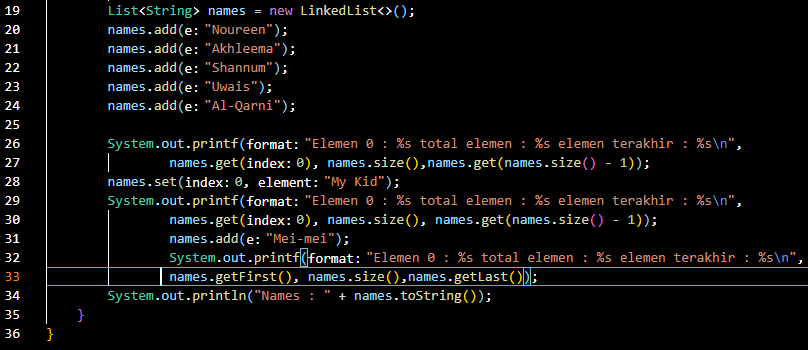 19 List<String> names = new LinkedList<>();
20 names.add(e: "Noureen");
21 names.add(e: "Akhleema");
22 names.add(e: "Shannum");
23 names.add(e: "Uwais");
24 names.add(e: "Al-Qarni");
25
26 System.out.printf(format: "Elemen 0 : %s total elemen : %s elemen terakhir : %s\n",
27 names.get(index: 0), names.size(),names.get(names.size() - 1));
28 names.set(index: 0, element: "My Kid");
29 System.out.printf(format: "Elemen 0 : %s total elemen : %s elemen terakhir : %s\n",
30 names.get(index: 0), names.size(), names.get(names.size() - 1));
31 names.add(e: "Mei-mei");
32 System.out.printf(format: "Elemen 0 : %s total elemen : %s elemen terakhir : %s\n",
33 names.getFirst(), names.size(),names.getLast());
34 System.out.println("Names : " + names.toString());
35 }
36 }